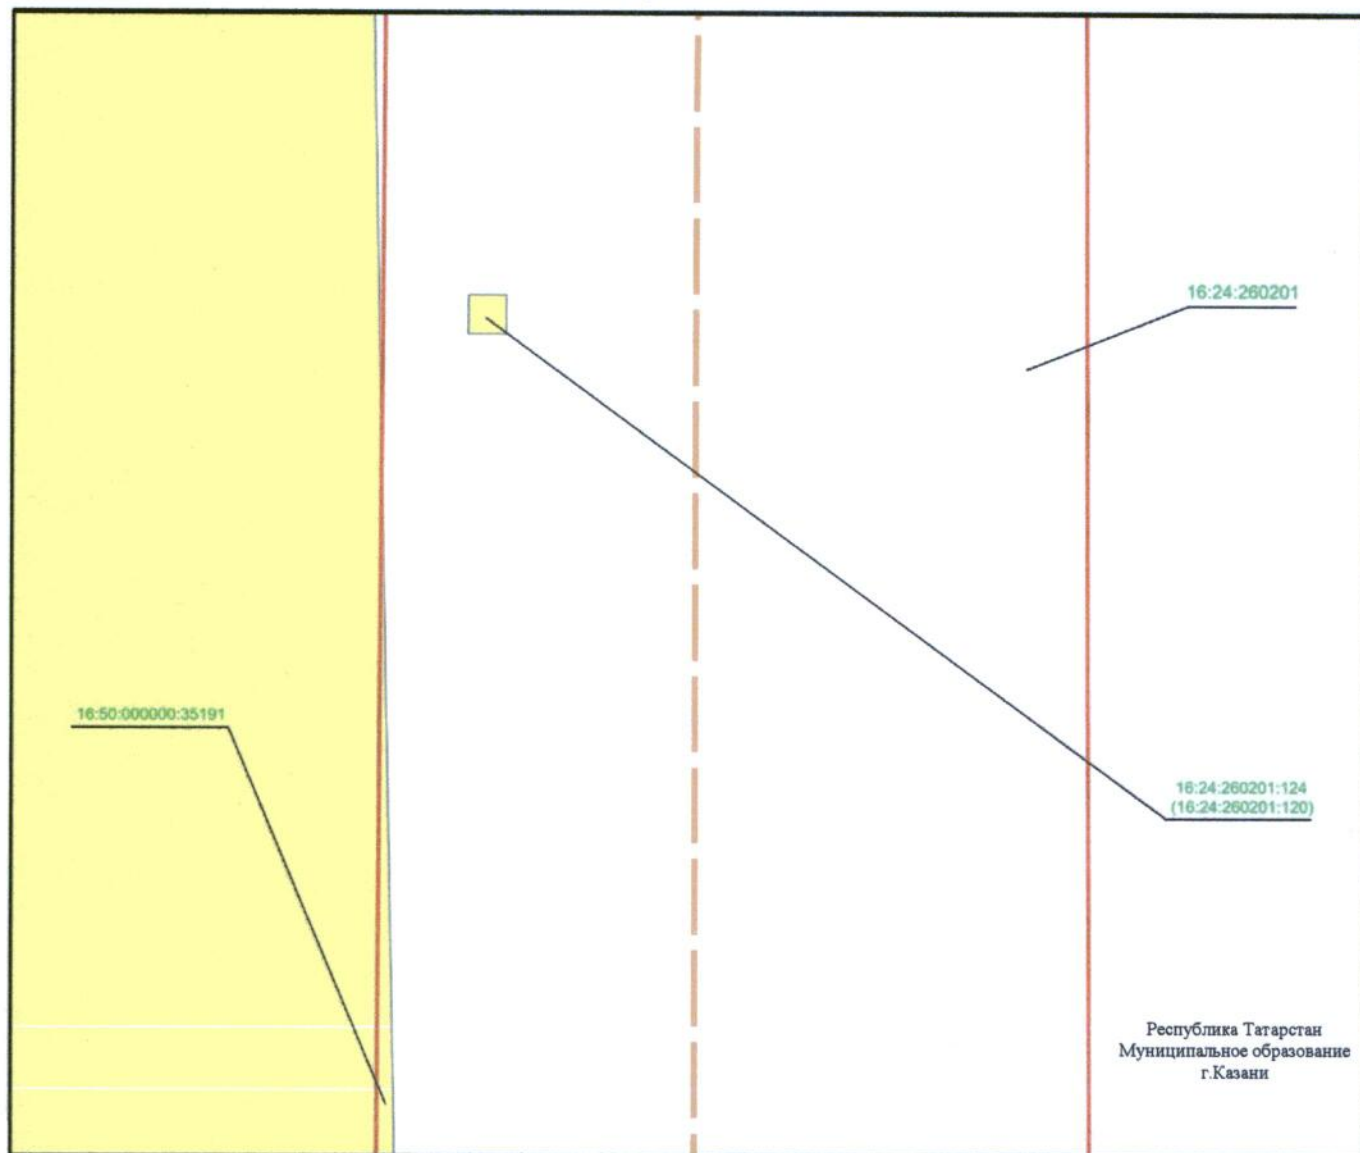 16:24:260201
16:50:000000:35191
16:24:260201:124
(16:24:260201:120)
Республика Татарстан
Муниципальное образование
г.Казани